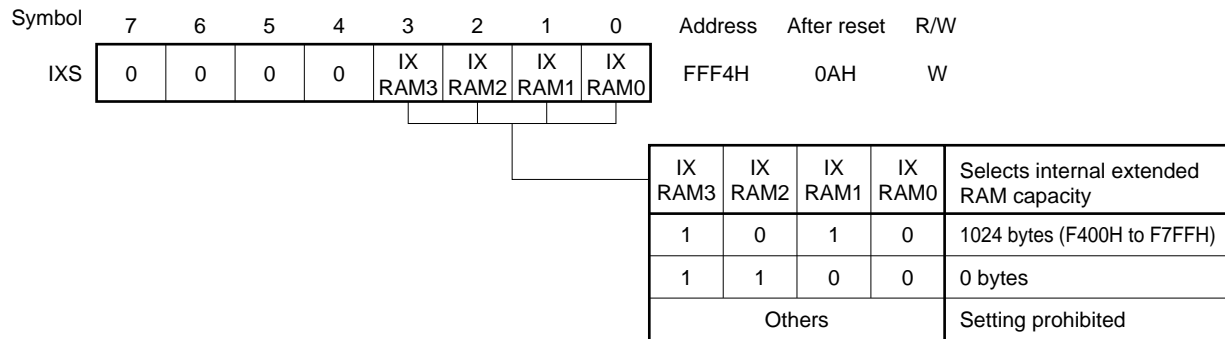 Symbol 7 6 5 4 3 2 1 0 Address After reset R/W
IXS 0 0 0 0 IX RAM3 IX RAM2 IX RAM1 IX RAM0 FFF4H 0AH W
IX RAM3 IX RAM2 IX RAM1 IX RAM0 Selects internal extended RAM capacity
1 0 1 0 1024 bytes (F400H to F7FFH)
1 1 0 0 0 bytes
Others Setting prohibited